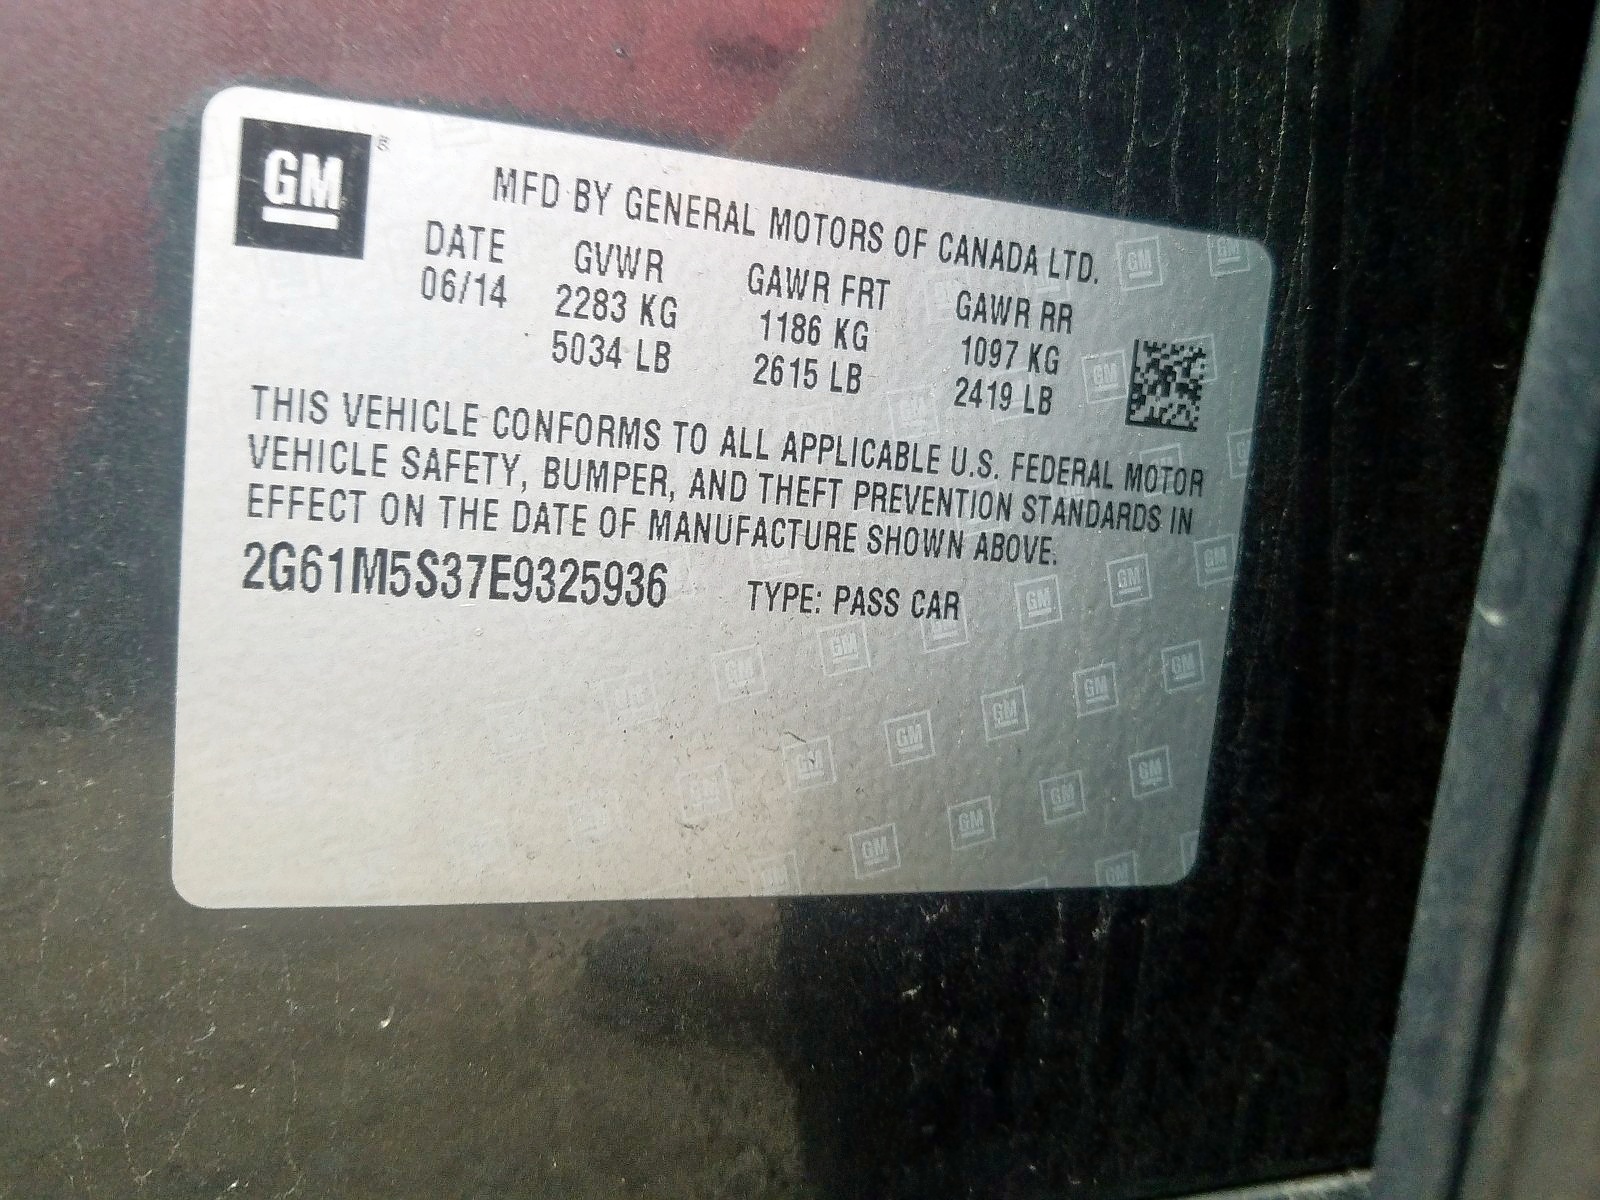 GM
MFD BY GENERAL MOTORS OF CANADA LTD.
DATE GVWR GAWR FRT GAWR RR
06/14 2283 KG 1186 KG 1097 KG
5034 LB 2615 LB 2419 LB
THIS VEHICLE CONFORMS TO ALL APPLICABLE U.S. FEDERAL MOTOR
VEHICLE SAFETY, BUMPER, AND THEFT PREVENTION STANDARDS IN
EFFECT ON THE DATE OF MANUFACTURE SHOWN ABOVE.
2G61M5S37E9325936 TYPE: PASS CAR